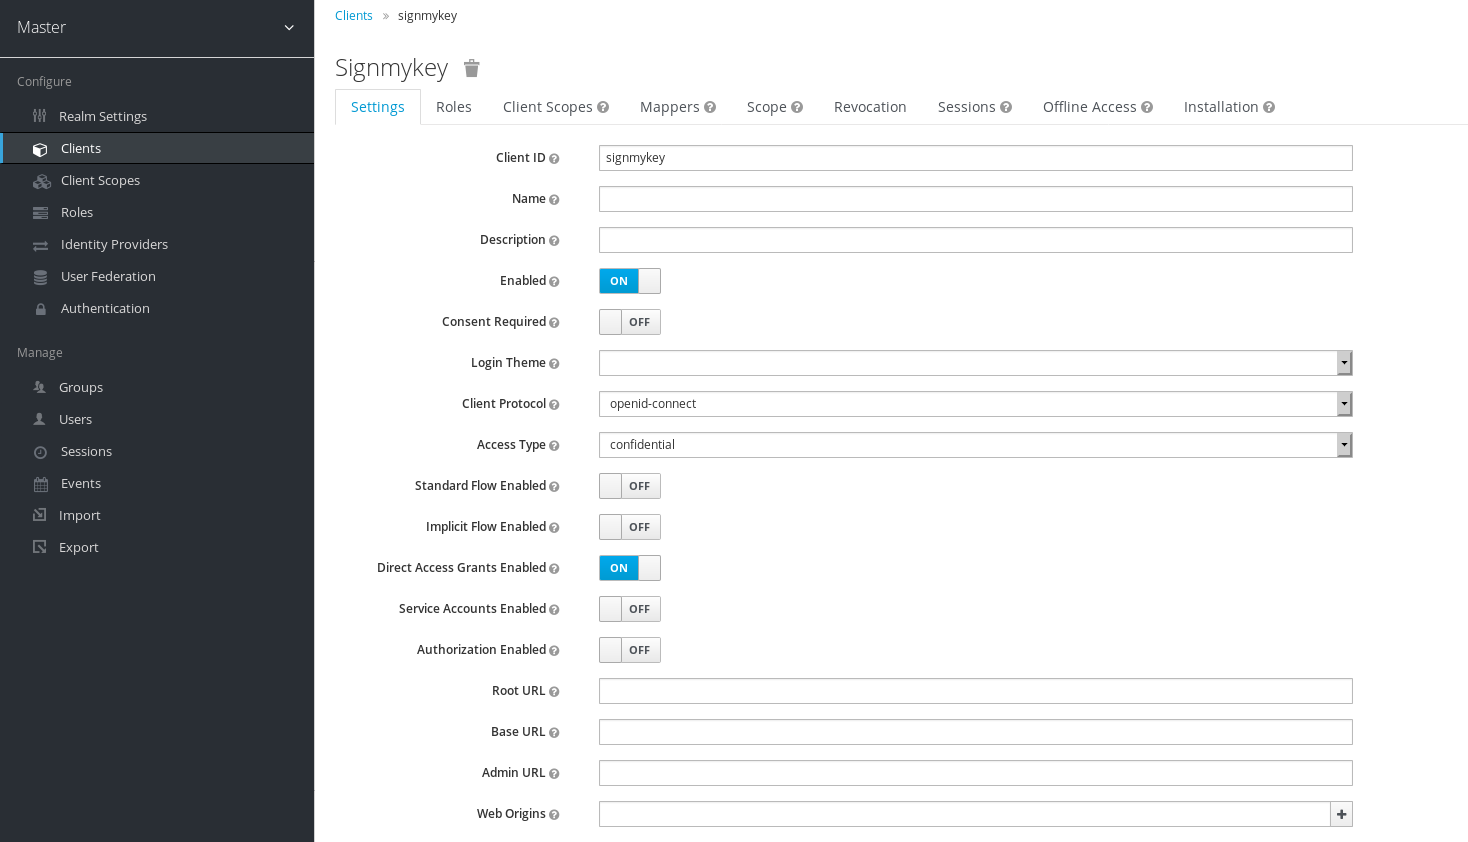 Master
Configure
Realm Settings
Clients
Client Scopes
Roles
Identity Providers
User Federation
Authentication
Manage
Groups
Users
Sessions
Events
Import
Export
Clients » signmykey
Signmykey
Settings Roles Client Scopes Mappers Scope Revocation Sessions Offline Access Installation
Client ID signmykey
Name
Description
Enabled ON
Consent Required OFF
Login Theme
Client Protocol openid-connect
Access Type confidential
Standard Flow Enabled OFF
Implicit Flow Enabled OFF
Direct Access Grants Enabled ON
Service Accounts Enabled OFF
Authorization Enabled OFF
Root URL
Base URL
Admin URL
Web Origins